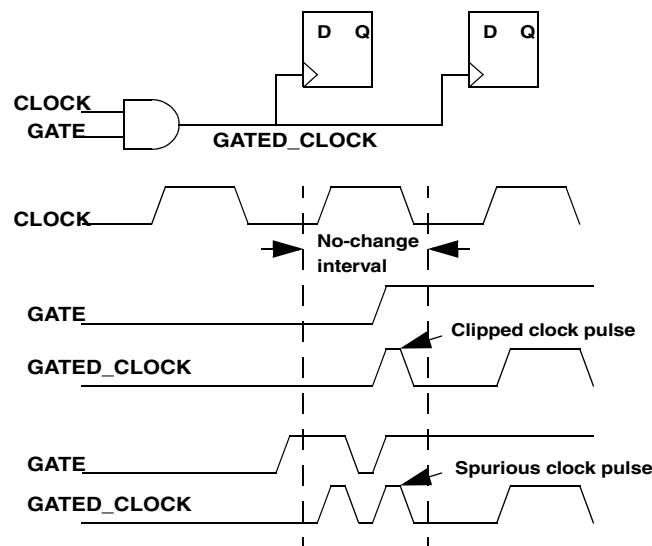 D Q
D Q
CLOCK
GATE
GATED_CLOCK
CLOCK
No-change
interval
GATE
Clipped clock pulse
GATED_CLOCK
GATE
Spurious clock pulse
GATED_CLOCK